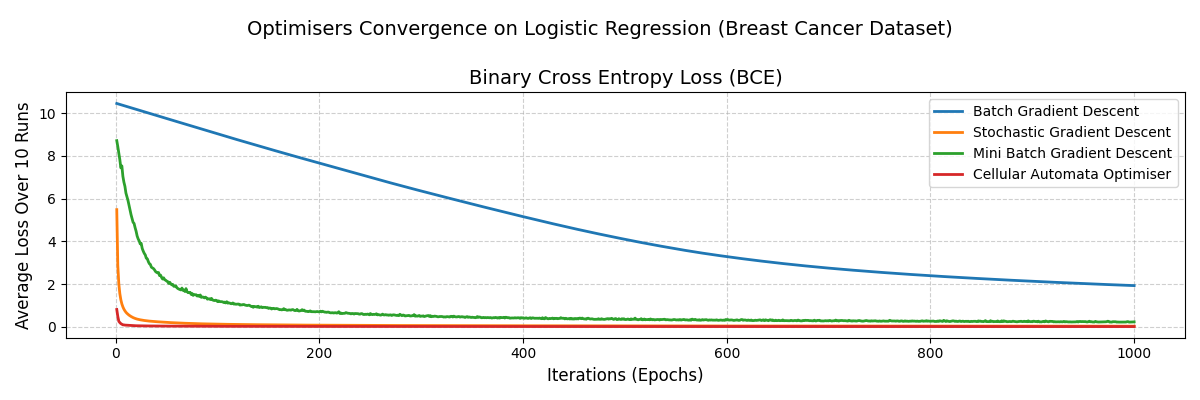 Optimisers Convergence on Logistic Regression (Breast Cancer Dataset)
Binary Cross Entropy Loss (BCE)
Average Loss Over 10 Runs
10
8
6
4
2
0
Batch Gradient Descent
Stochastic Gradient Descent
Mini Batch Gradient Descent
Cellular Automata Optimiser
0 200 400 600 800 1000
Iterations (Epochs)